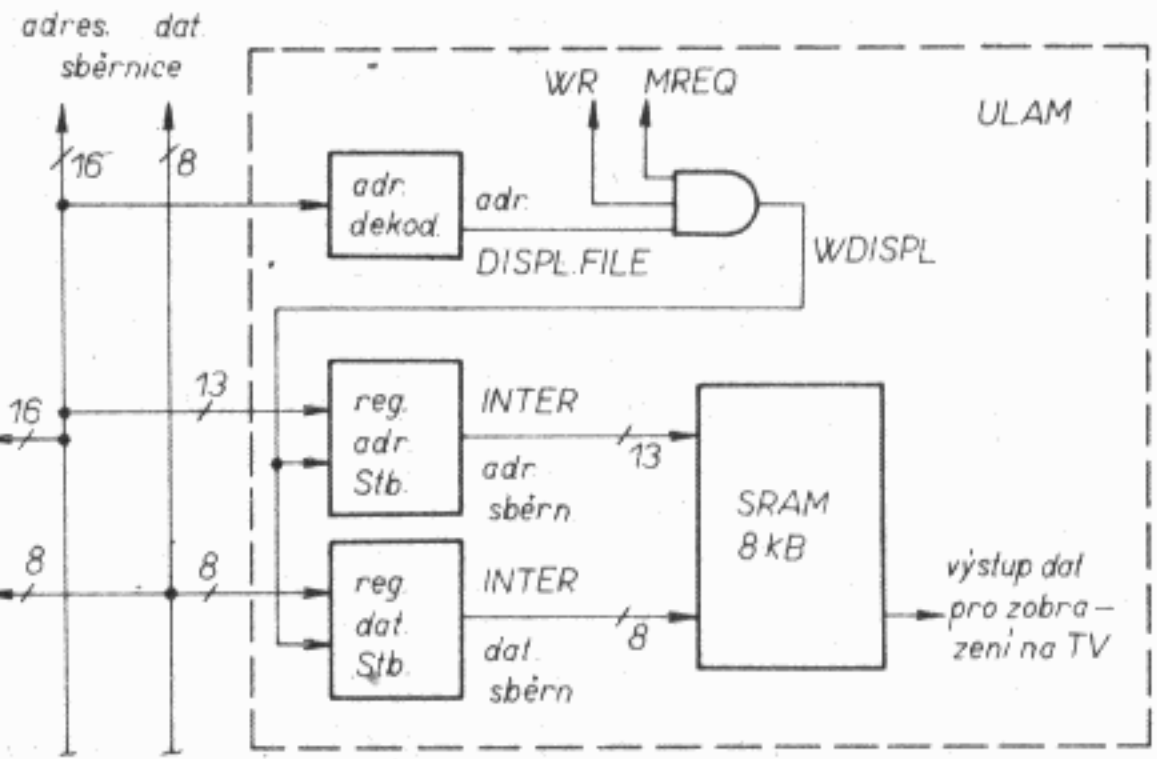 adres. dat.
sběrnice
16
8
WR MREQ
ULAM
adr.
dekod.
adr.
DISPL.FILE
WDISPL
13
16
reg.
adr.
Stb.
INTER
13
adr.
sběrn
SRAM
8 kB
8
8
reg.
dat.
Stb.
INTER
8
dat.
sběrn
výstup dat
pro zobra –
zení na TV